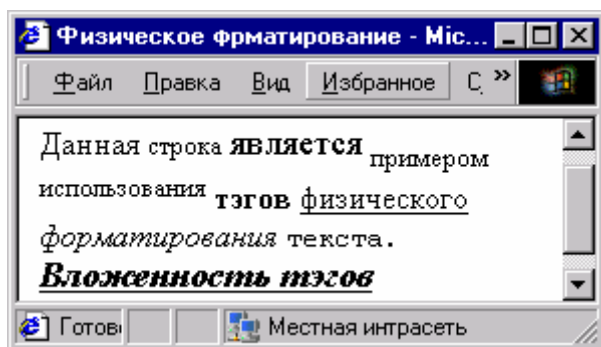 Физическое фрматирование - Mic...
Файл Правка Вид Избранное С »
Данная строка является примером
использования тэгов физического
форматирования текста.
Вложенность тэгов
Готов Местная интрасеть